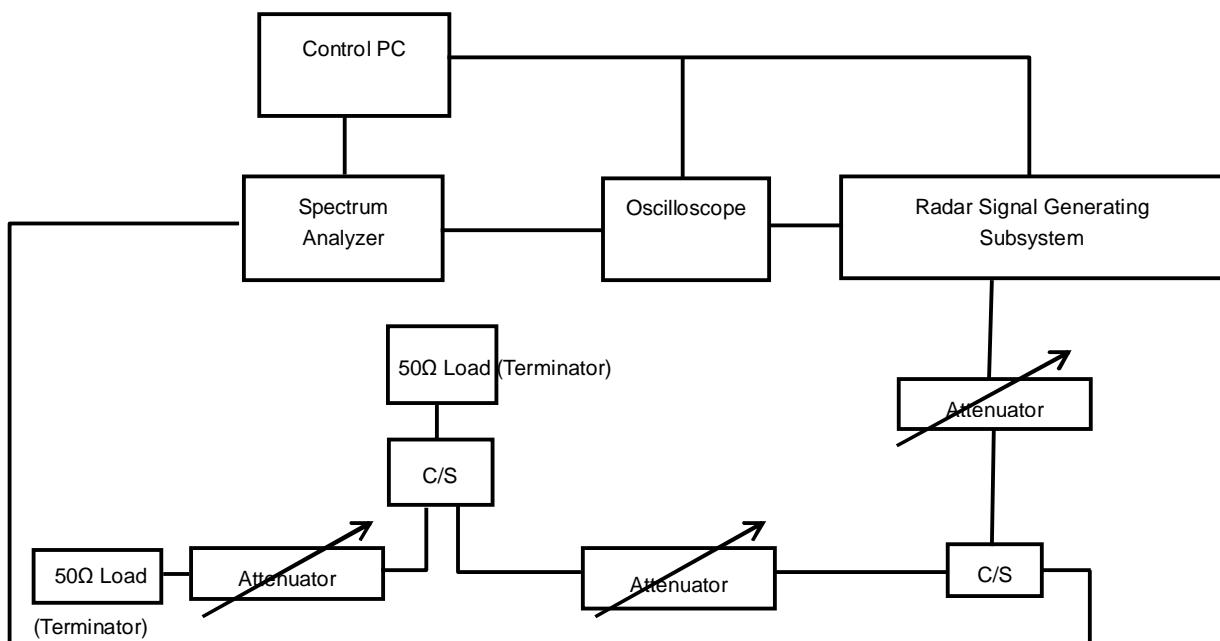 Control PC
Spectrum
Analyzer
Oscilloscope
Radar Signal Generating
Subsystem
50Ω Load (Terminator)
Attenuator
C/S
50Ω Load
(Terminator)
Attenuator
Attenuator
C/S